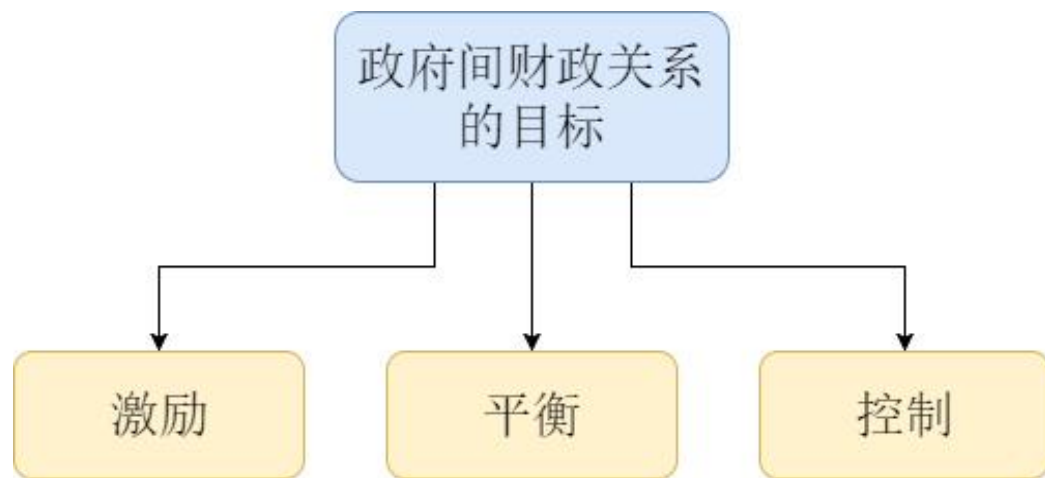 政府间财政关系
的目标
激励
平衡
控制